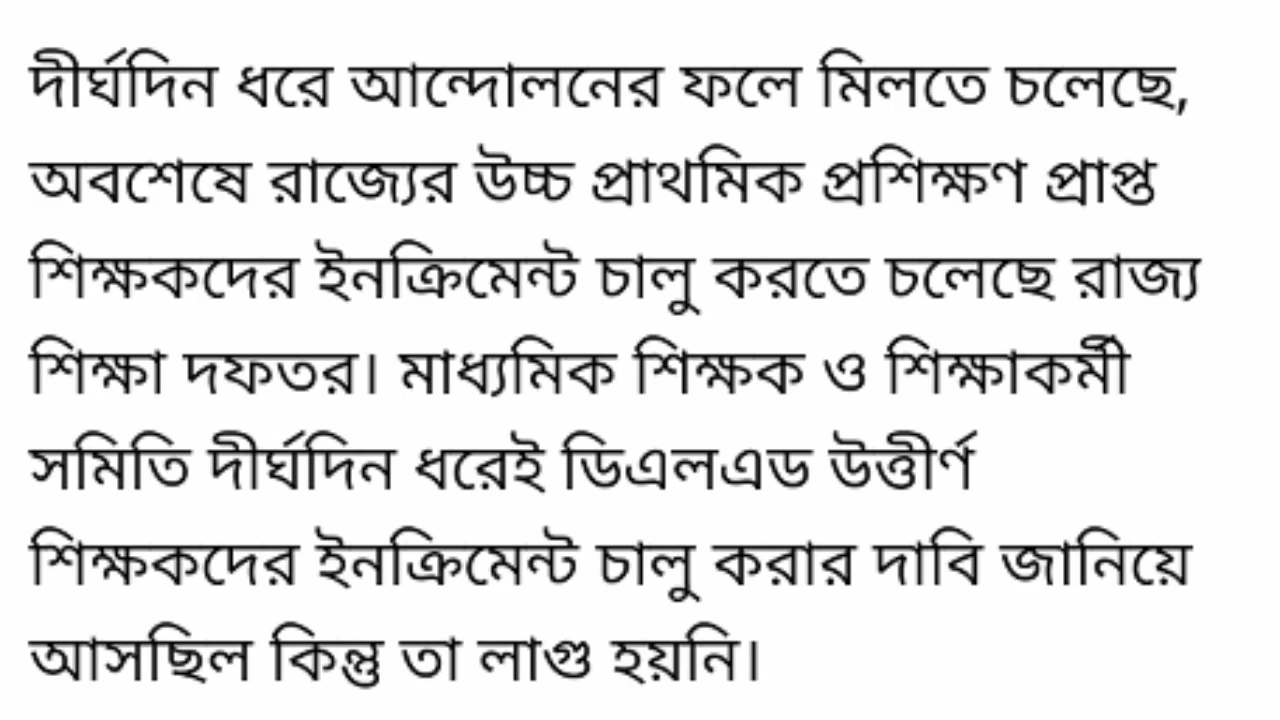 দীর্ঘদিন ধরে আন্দোলনের ফলে মিলতে চলেছে,
অবশেষে রাজ্যের উচ্চ প্রাথমিক প্রশিক্ষণ প্রাপ্ত
শিক্ষকদের ইনক্রিমেন্ট চালু করতে চলেছে রাজ্য
শিক্ষা দফতর। মাধ্যমিক শিক্ষক ও শিক্ষাকর্মী
সমিতি দীর্ঘদিন ধরেই ডিএলএড উত্তীর্ণ
শিক্ষকদের ইনক্রিমেন্ট চালু করার দাবি জানিয়ে
আসছিল কিন্তু তা লাগু হয়নি।